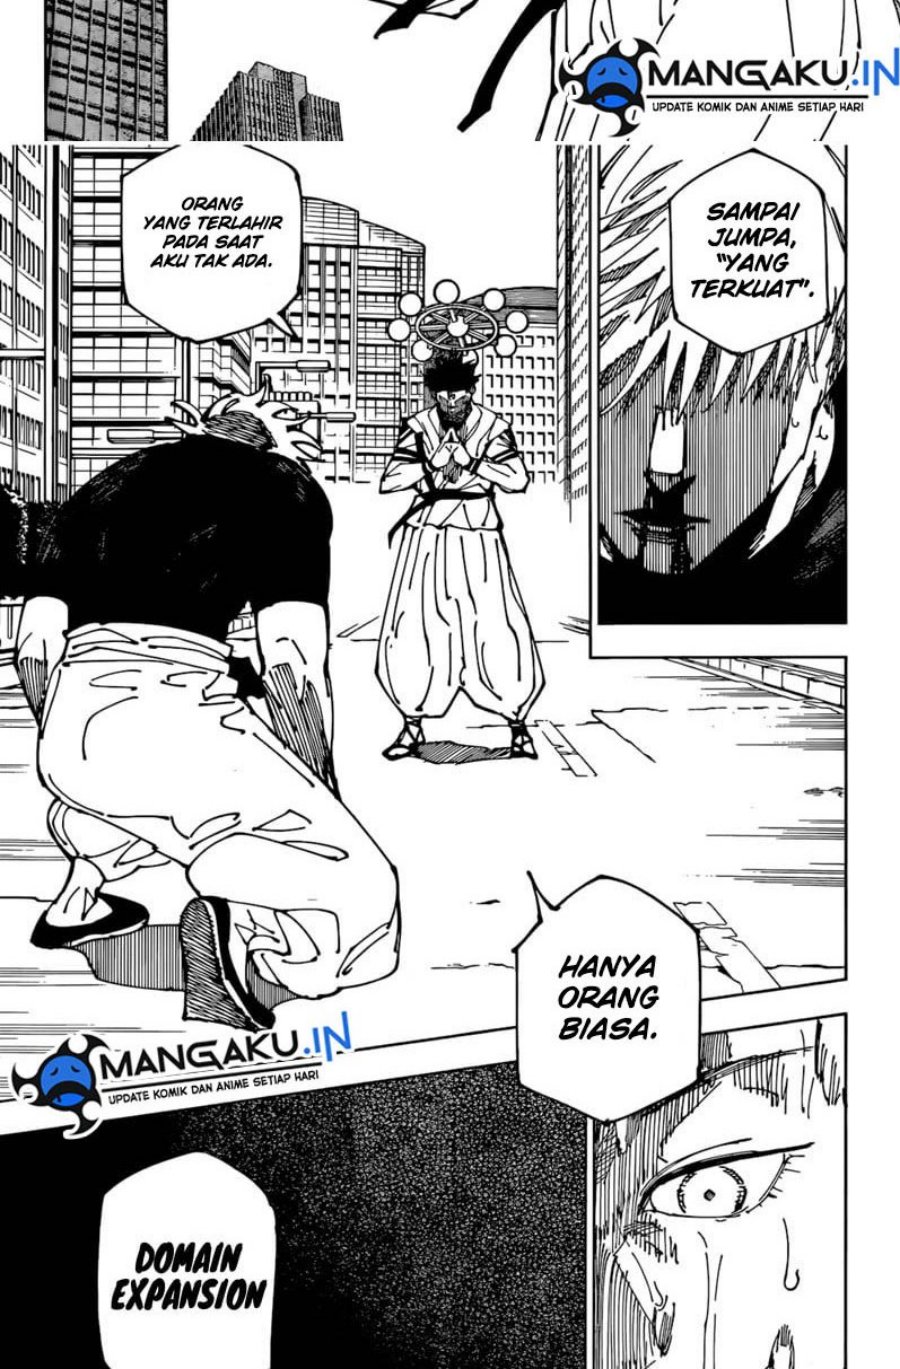 MANGAKU.IN
UPDATE KOMIK DAN ANIME SETIAP HARI
SAMPAI
JUMPA,
"YANG
TERKUAT".
ORANG
YANG TERLAHIR
PADA SAAT
AKU TAK ADA.
HANYA
ORANG
BIASA.
MANGAKU.IN
UPDATE KOMIK DAN ANIME SETIAP HARI
DOMAIN
EXPANSION